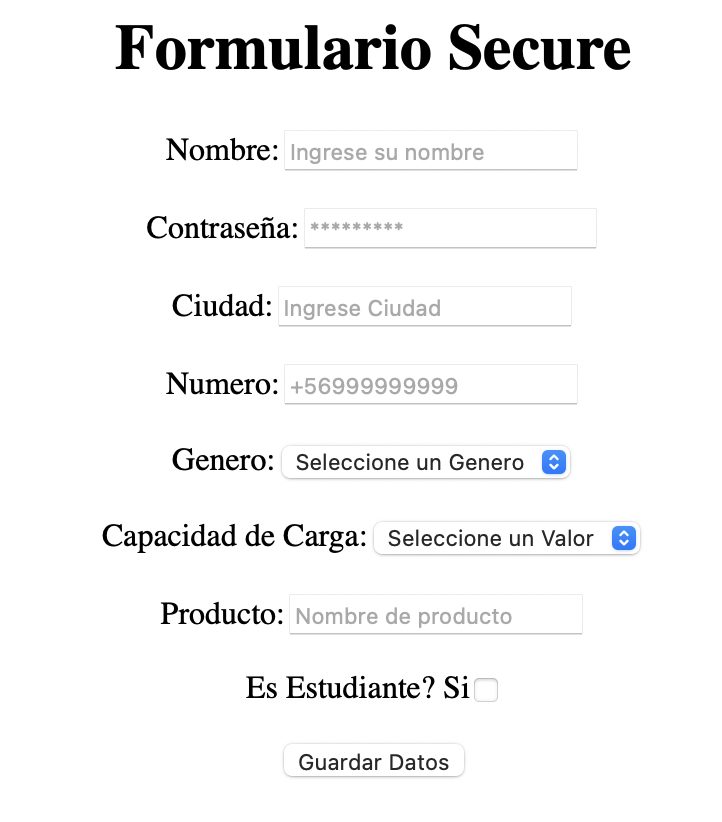 Formulario Secure
Nombre: Ingrese su nombre
Contraseña: *********
Ciudad: Ingrese Ciudad
Numero: +56999999999
Genero: Seleccione un Genero
Capacidad de Carga: Seleccione un Valor
Producto: Nombre de producto
Es Estudiante? Si
Guardar Datos